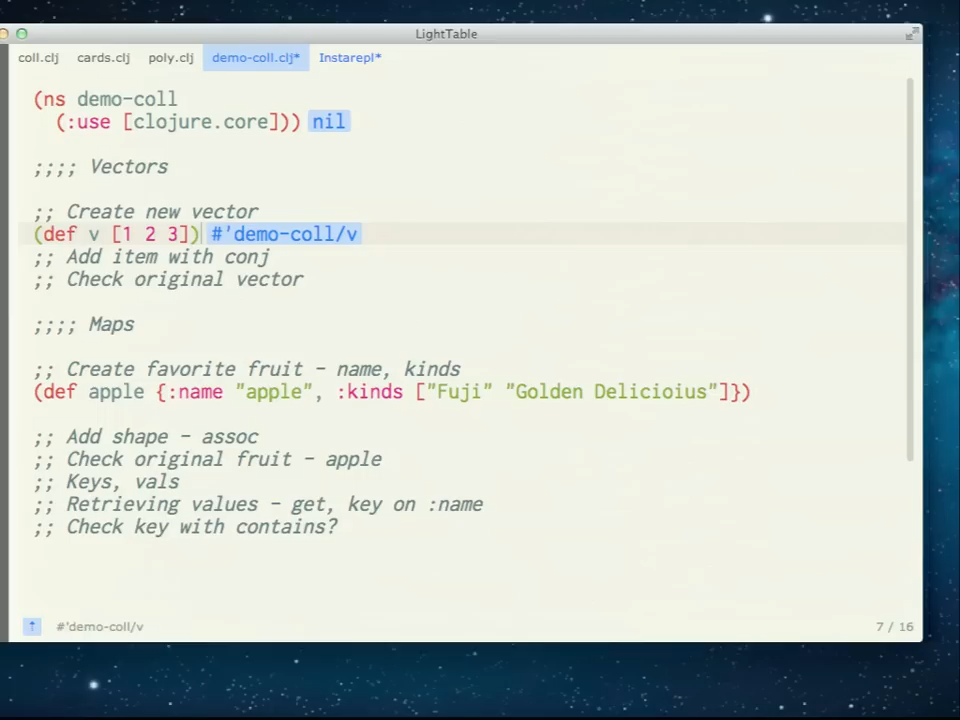 LightTable
coll.clj cards.clj poly.clj demo-coll.clj* Instarepl*
(ns demo-coll
(:use [clojure.core])) nil
;;;; Vectors
;; Create new vector
(def v [1 2 3]) #'demo-coll/v
;; Add item with conj
;; Check original vector
;;;; Maps
;; Create favorite fruit - name, kinds
(def apple {:name "apple", :kinds ["Fuji" "Golden Delicioius"]})
;; Add shape - assoc
;; Check original fruit - apple
;; Keys, vals
;; Retrieving values - get, key on :name
;; Check key with contains?
↑ #'demo-coll/v 7 / 16